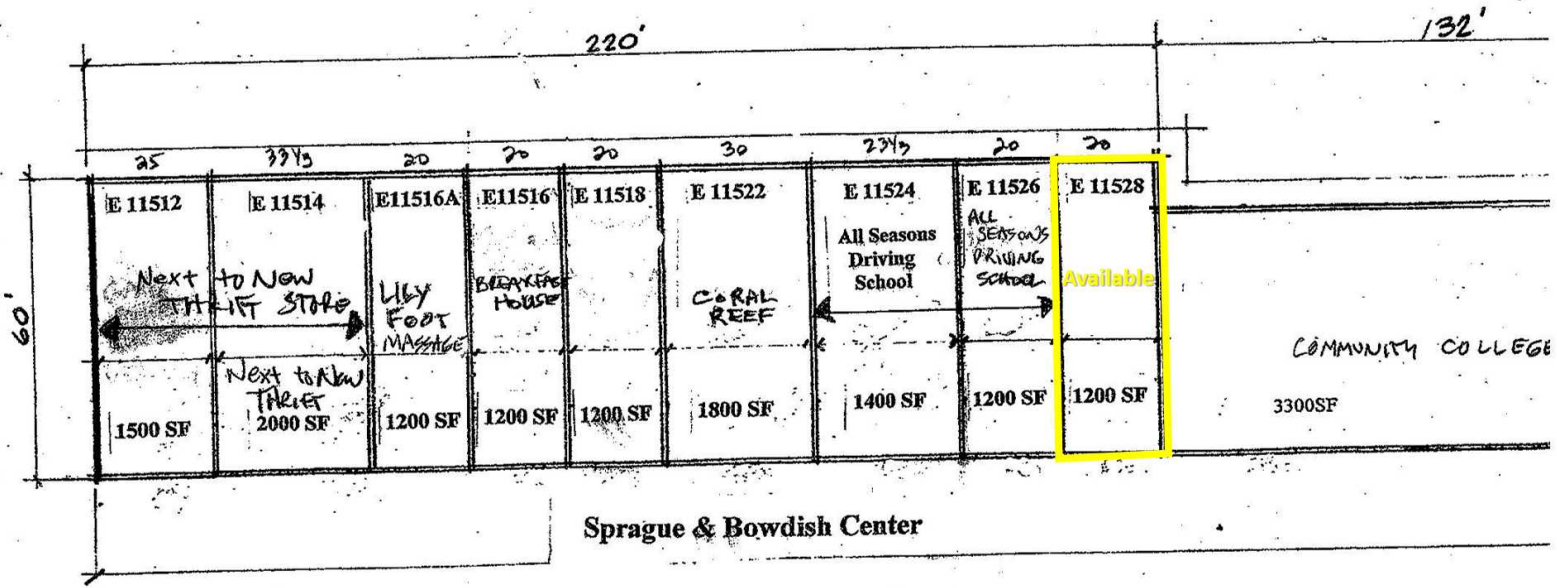 220'
132'
25
33 1/3
20
20
20
30
23 1/3
20
20
60'
E 11512
E 11514
E11516A
E11516
E 11518
E 11522
E 11524
E 11526
E 11528
Next to New
THRIFT STORE
LILY
FOOT
MASSAGE
BREAKFAST
HOUSE
CORAL
REEF
All Seasons
Driving
School
ALL
SEASONS
DRIVING
SCHOOL
Available
COMMUNITY COLLEGE
Next to New
THRIFT
1500 SF
2000 SF
1200 SF
1200 SF
1200 SF
1800 SF
1400 SF
1200 SF
1200 SF
3300SF
Sprague & Bowdish Center